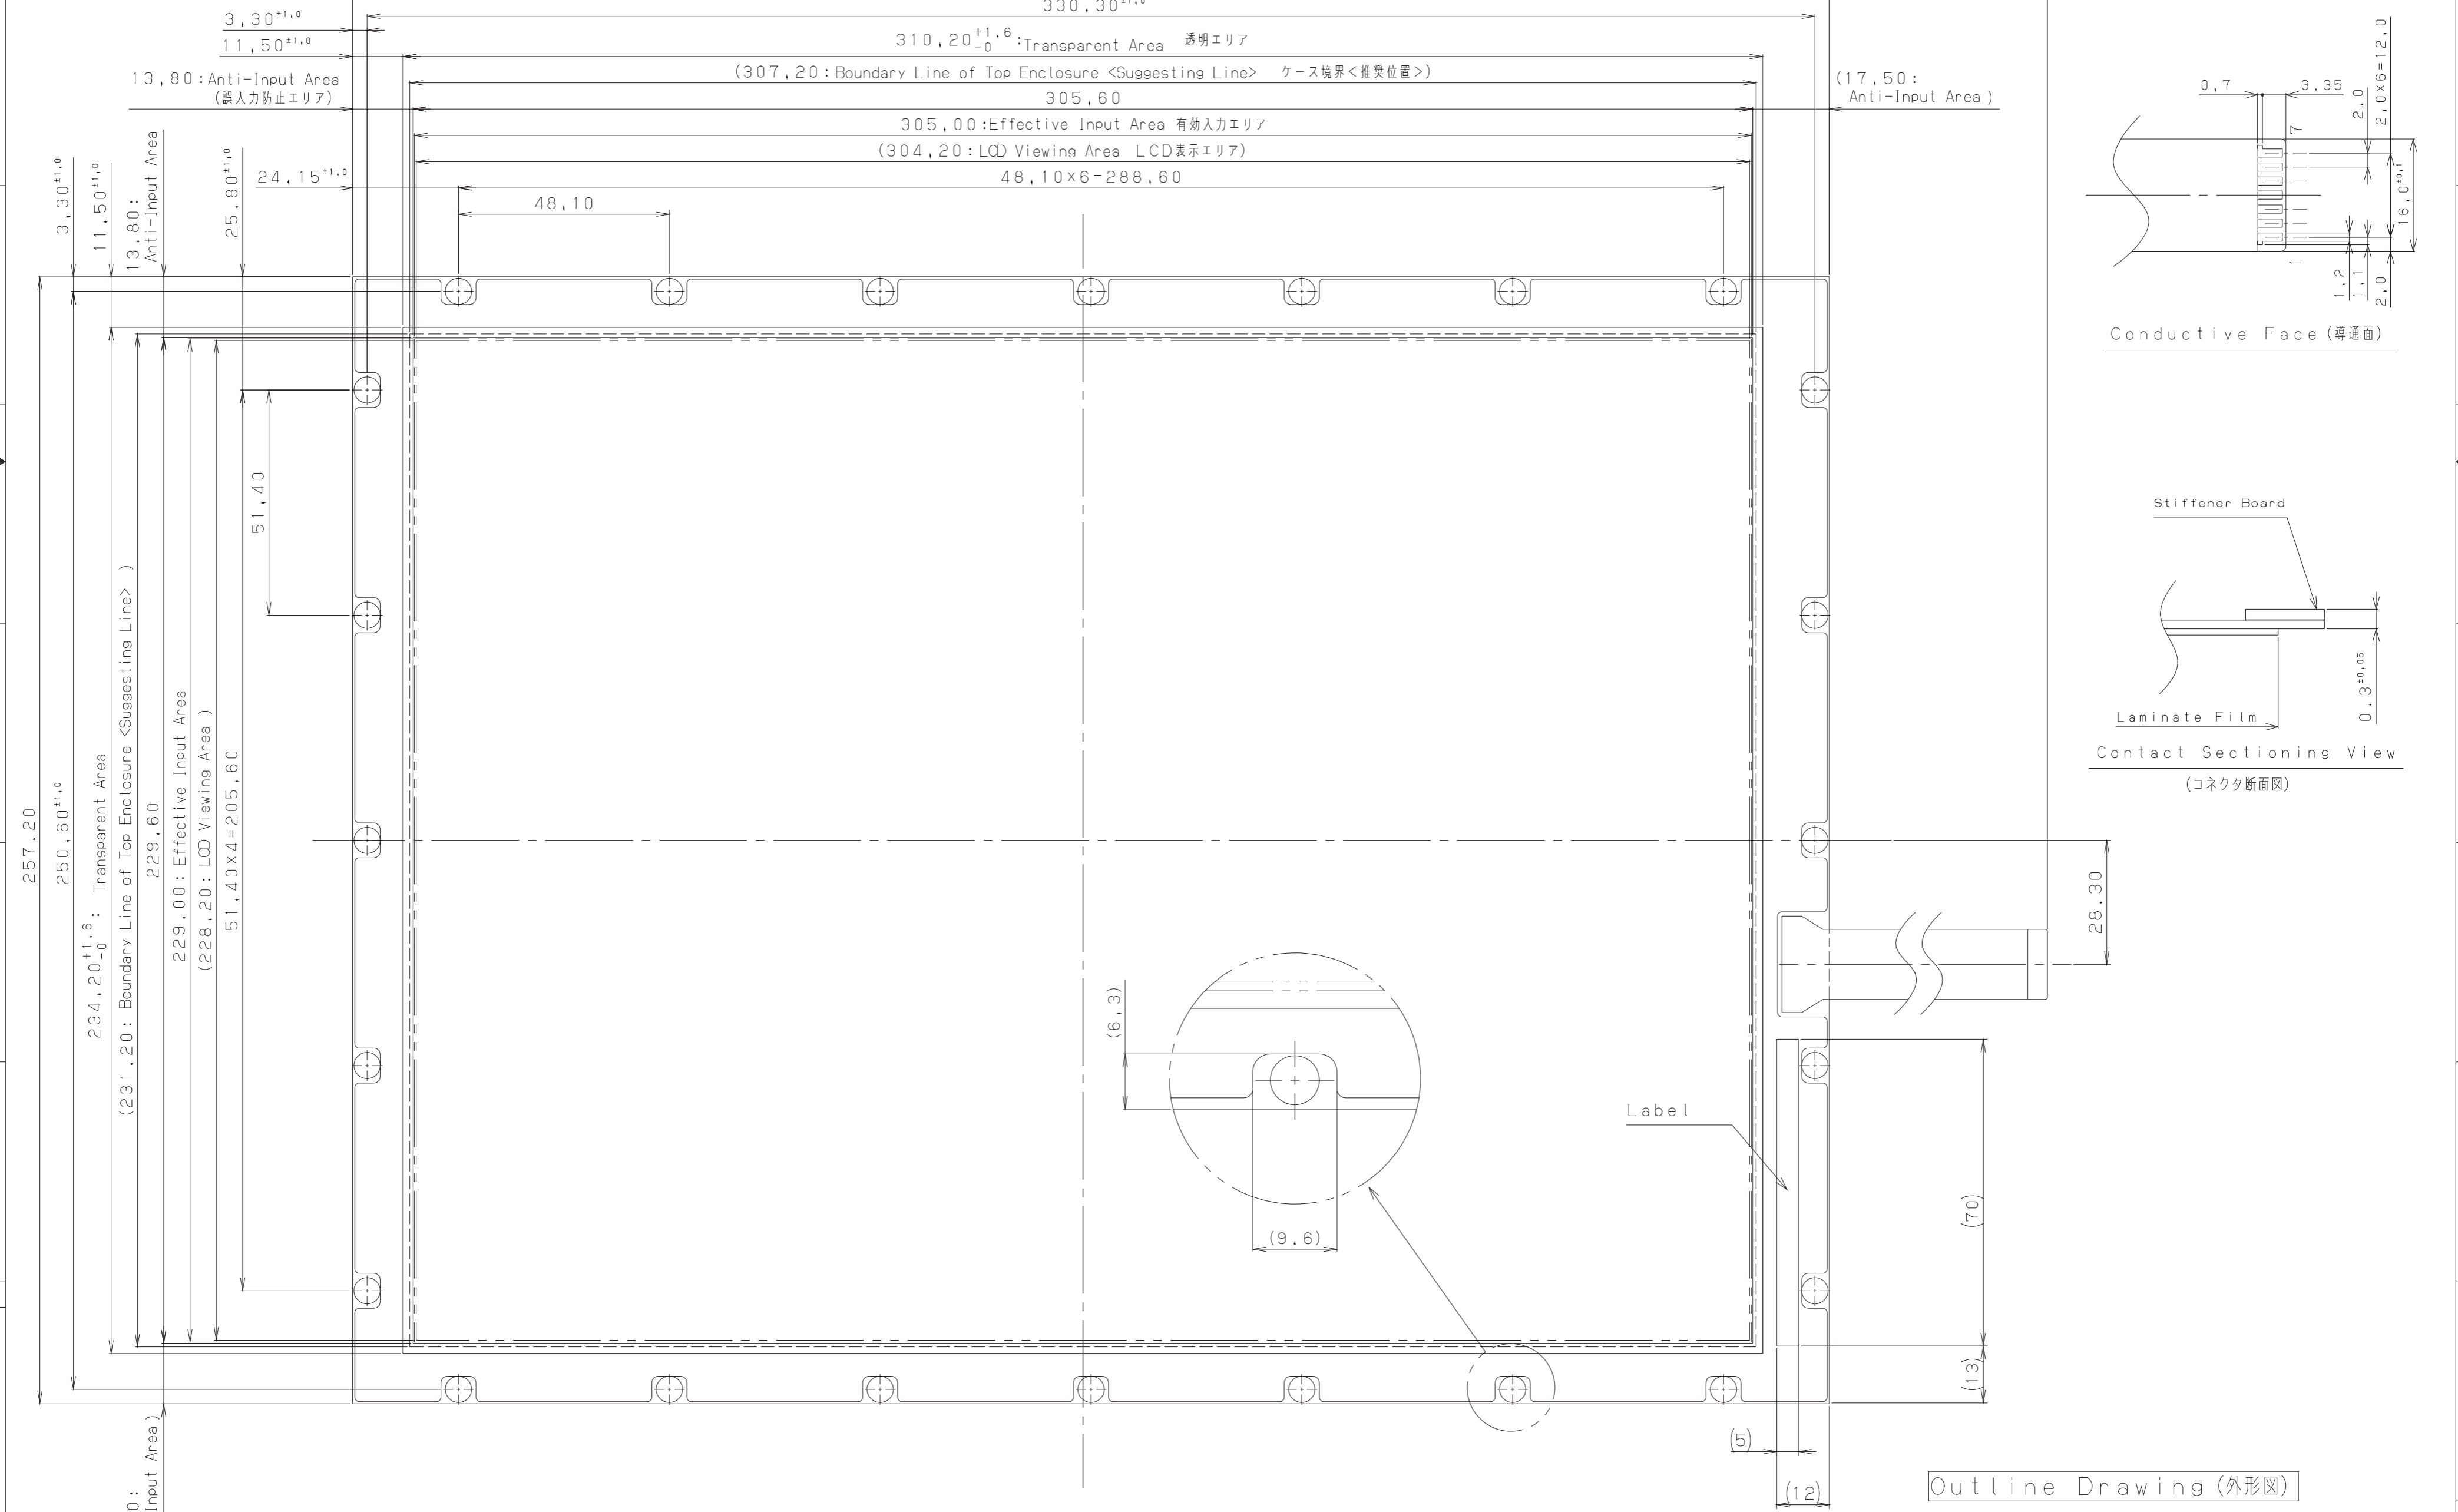 330,30±1,0
3,30±1,0
11,50±1,0
310,20+1,6-0:Transparent Area 透明エリア
(307,20:Boundary Line of Top Enclosure <Suggesting Line> ケース境界<推奨位置>)
13,80:Anti-Input Area
(誤入力防止エリア)
305,60
(17,50:
Anti-Input Area)
305,00:Effective Input Area 有効入力エリア
(304,20:LCD Viewing Area LCD表示エリア)
24,15±1,0
48,10×6=288,60
48,10
3,30±1,0
11,50±1,0
13.80:
Anti-Input Area
25.80±1,0
51,40
257.20
250,60±1,0
234,20+1,6-0: Transparent Area
(231,20: Boundary Line of Top Enclosure <Suggesting Line> )
229.60
229.00: Effective Input Area
(228,20: LCD Viewing Area )
51,40×4=205,60
0:
Input Area)
0,7
3.35
2,0
2,0×6=12,0
16,0±0,1
7
1
1,2
1,1
2,0
Conductive Face (導通面)
Stiffener Board
0.3±0,05
Laminate Film
Contact Sectioning View
(コネクタ断面図)
28.30
(6,3)
(9.6)
Label
(70)
(13)
(5)
(12)
Outline Drawing (外形図)